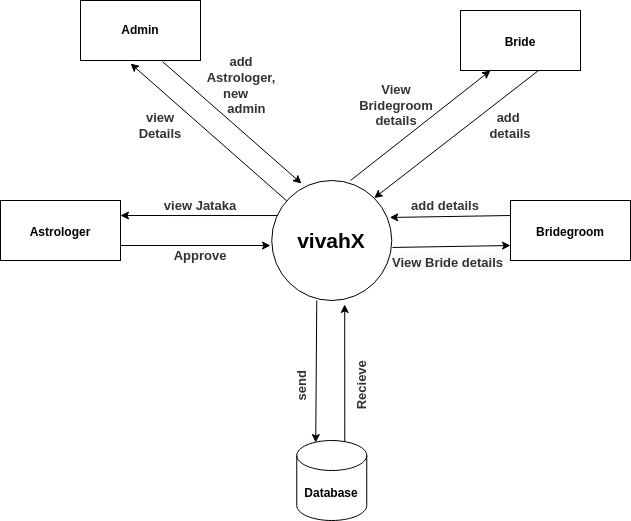 Admin
Bride
add
Astrologer,
new
admin
View
Bridegroom
details
view
Details
add
details
view Jataka
add details
Astrologer
vivahX
Bridegroom
Approve
View Bride details
send
Recieve
Database